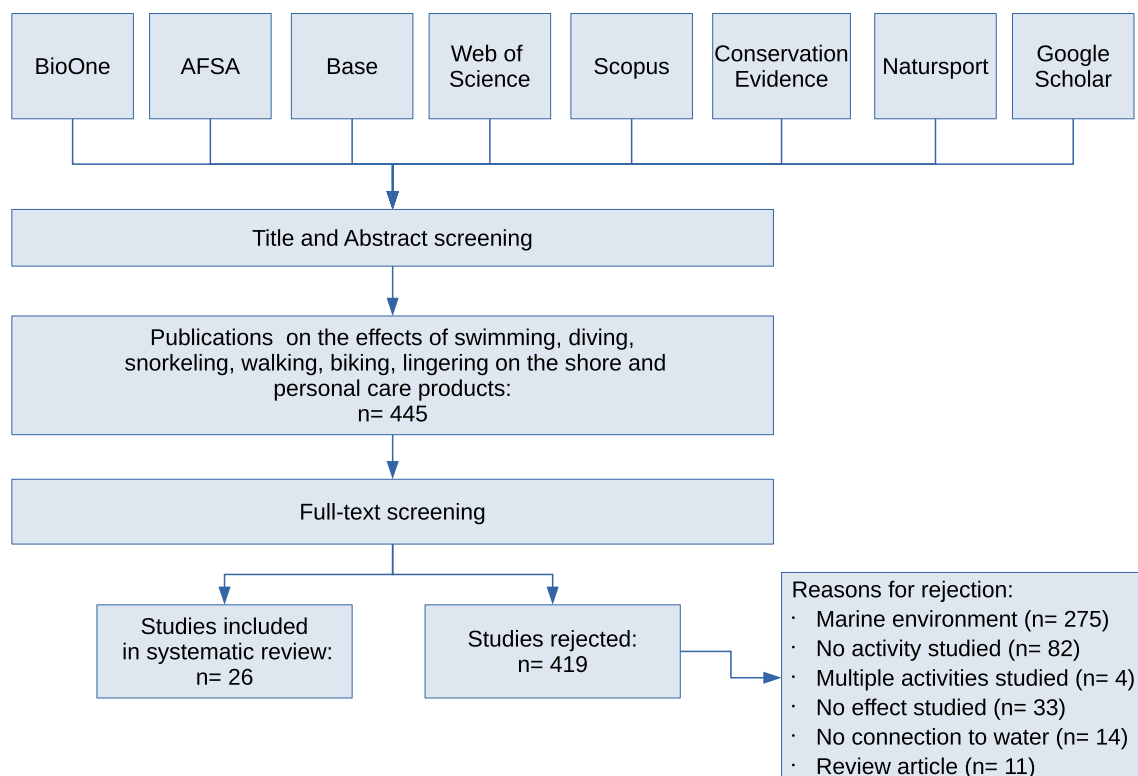 BioOne
AFSA
Base
Web of
Science
Scopus
Conservation
Evidence
Natursport
Google
Scholar
Title and Abstract screening
Publications  on the effects of swimming, diving,
snorkeling, walking, biking, lingering on the shore and
personal care products:
n= 445
Full-text screening
Studies included
in systematic review:
n= 26
Studies rejected:
n= 419
Reasons for rejection:
· Marine environment (n= 275)
· No activity studied (n= 82)
· Multiple activities studied (n= 4)
· No effect studied (n= 33)
· No connection to water (n= 14)
· Review article (n= 11)